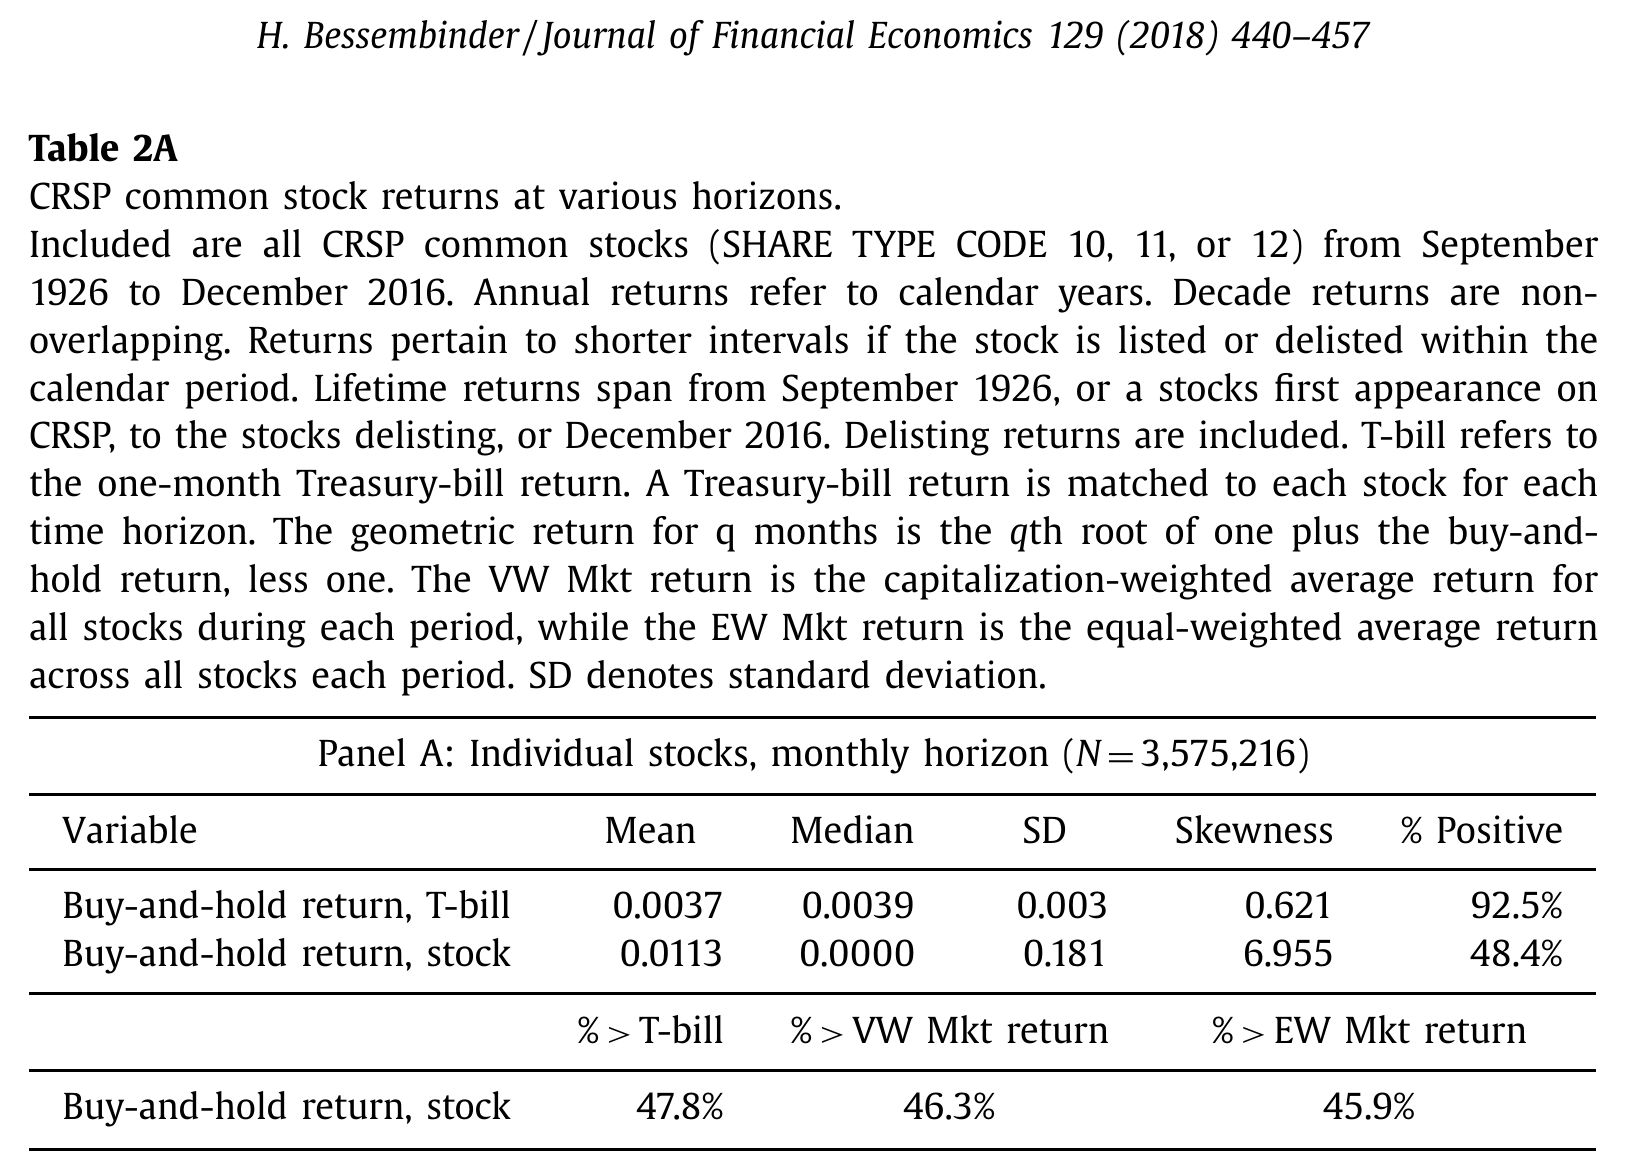 H. Bessembinder/Journal of Financial Economics 129 (2018) 440–457
Table 2A
CRSP common stock returns at various horizons.
Included are all CRSP common stocks (SHARE TYPE CODE 10, 11, or 12) from September
1926 to December 2016. Annual returns refer to calendar years. Decade returns are non-
overlapping. Returns pertain to shorter intervals if the stock is listed or delisted within the
calendar period. Lifetime returns span from September 1926, or a stocks first appearance on
CRSP, to the stocks delisting, or December 2016. Delisting returns are included. T-bill refers to
the one-month Treasury-bill return. A Treasury-bill return is matched to each stock for each
time horizon. The geometric return for q months is the qth root of one plus the buy-and-
hold return, less one. The VW Mkt return is the capitalization-weighted average return for
all stocks during each period, while the EW Mkt return is the equal-weighted average return
across all stocks each period. SD denotes standard deviation.
Panel A: Individual stocks, monthly horizon (N = 3,575,216)
Variable Mean Median SD Skewness % Positive
Buy-and-hold return, T-bill 0.0037 0.0039 0.003 0.621 92.5%
Buy-and-hold return, stock 0.0113 0.0000 0.181 6.955 48.4%
% > T-bill % > VW Mkt return % > EW Mkt return
Buy-and-hold return, stock 47.8% 46.3% 45.9%